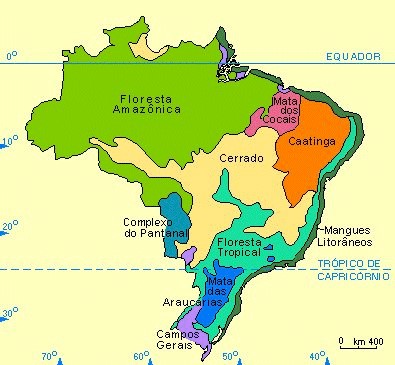 0°
EQUADOR
Floresta
Amazônica
Mata
dos
Cocais
10°
Caatinga
Cerrado
Complexo
do Pantanal
20°
Floresta
Tropical
Mangues
Litorâneos
TRÓPICO DE
CAPRICÓRNIO
Mata
das
Araucárias
30°
Campos
Gerais
0 km 400
70° 60° 50° 40°